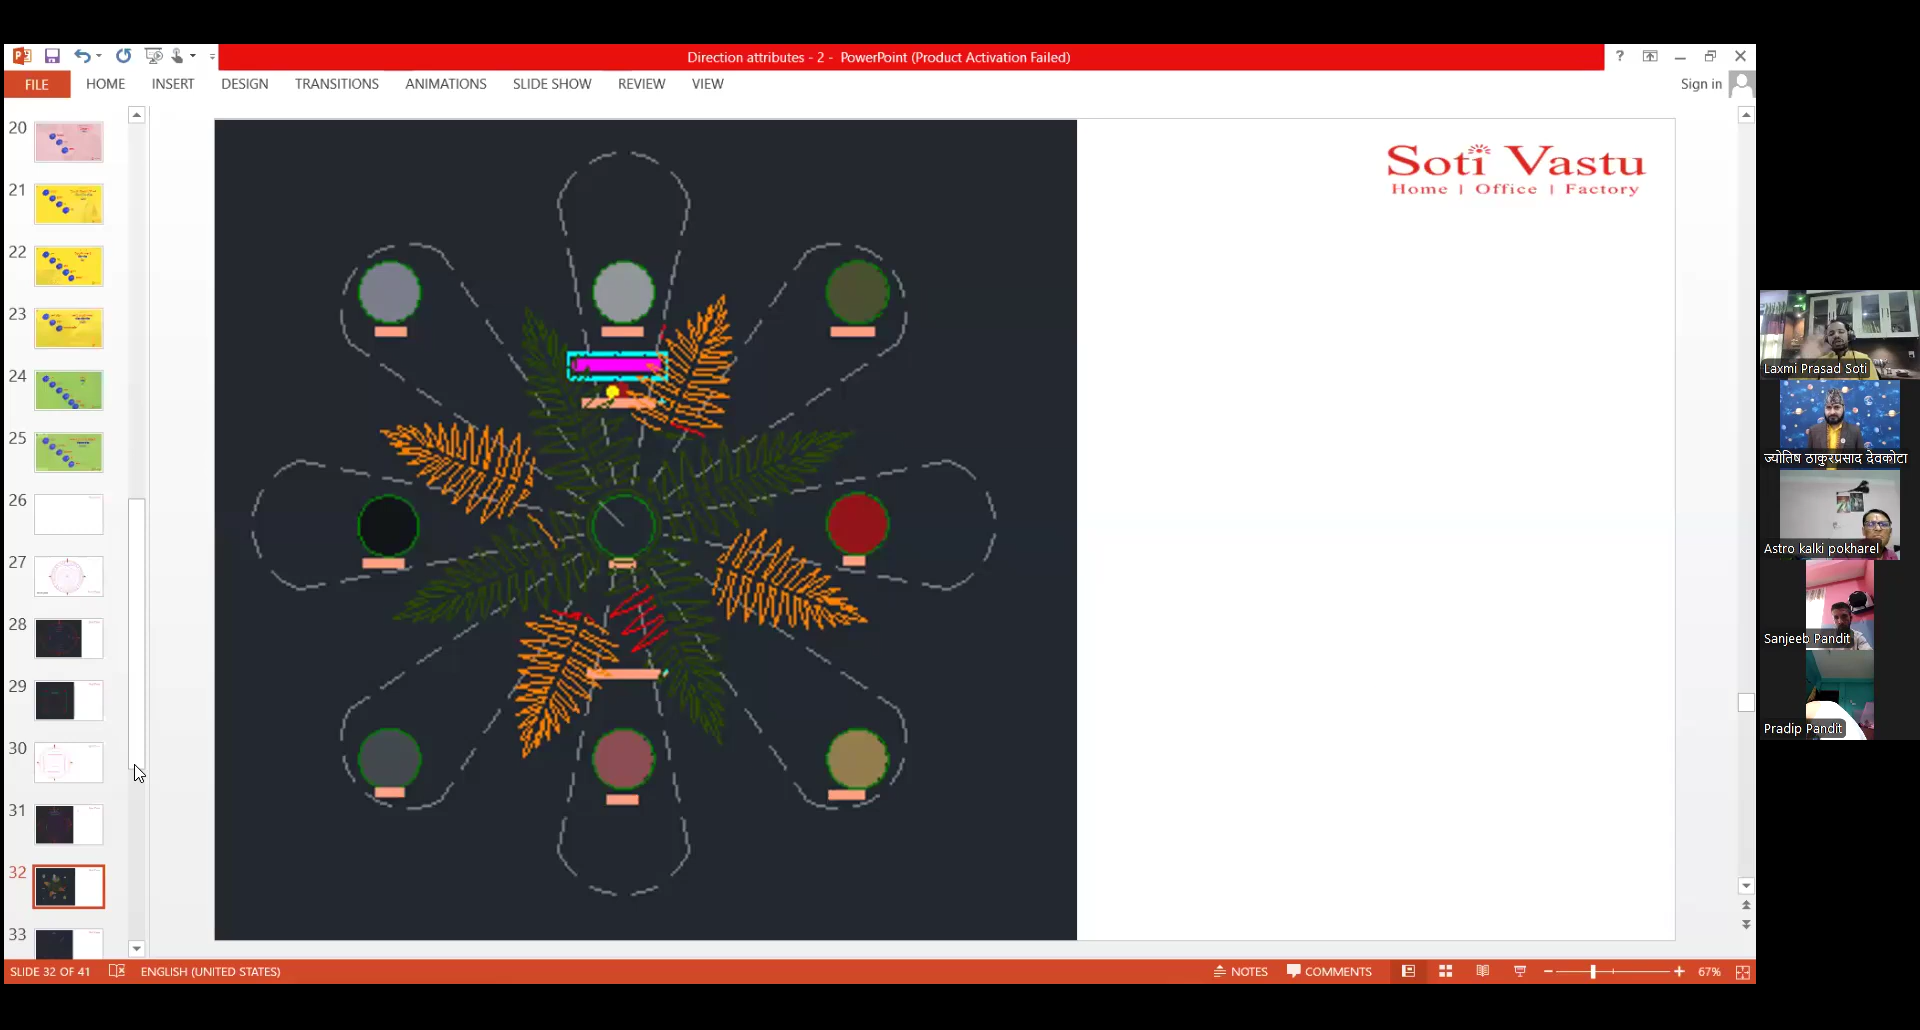 Direction attributes - 2 - PowerPoint (Product Activation Failed)
FILE HOME INSERT DESIGN TRANSITIONS ANIMATIONS SLIDE SHOW REVIEW VIEW
Sign in
20
21
22
23
24
25
26
27
28
29
30
31
32
33
Soti Vastu
Home | Office | Factory
Laxmi Prasad Soti
ज्योतिष ठाकुरप्रसाद देवकोटा
Astro kalki pokharel
Sanjeeb Pandit
Pradip Pandit
SLIDE 32 OF 41 ENGLISH (UNITED STATES) NOTES COMMENTS 67%